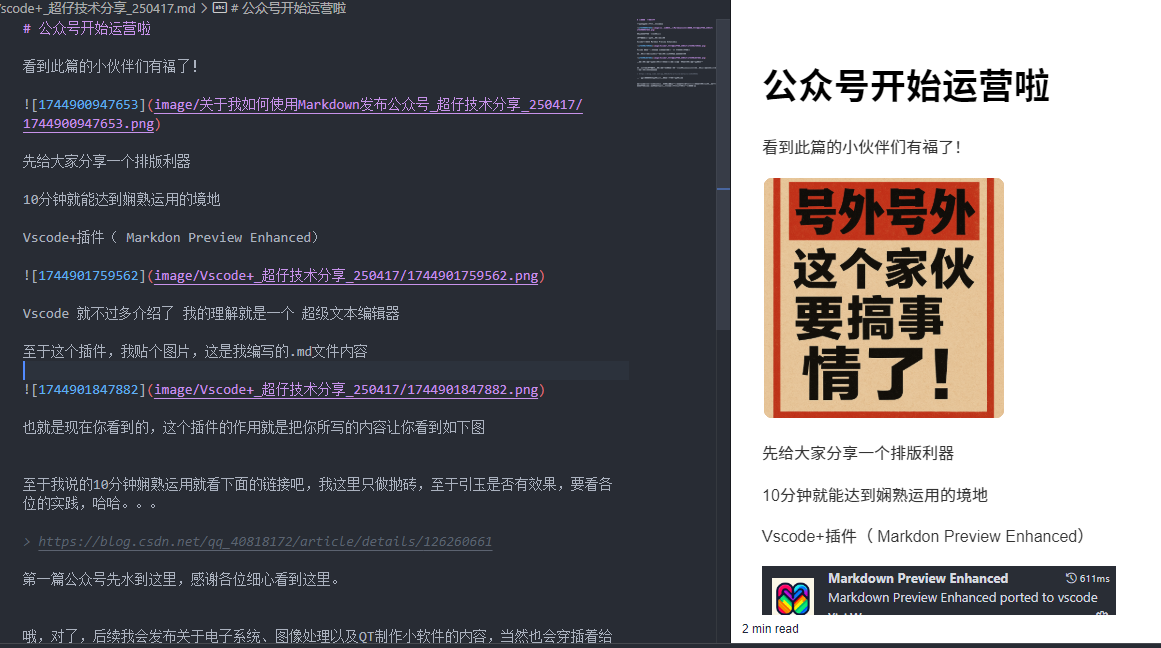 scode+_超仔技术分享_250417.md > # 公众号开始运营啦
# 公众号开始运营啦
看到此篇的小伙伴们有福了！
![1744900947653](image/关于我如何使用Markdown发布公众号_超仔技术分享_250417/
1744900947653.png)
先给大家分享一个排版利器
10分钟就能达到娴熟运用的境地
Vscode+插件（ Markdon Preview Enhanced）
![1744901759562](image/Vscode+_超仔技术分享_250417/1744901759562.png)
Vscode 就不过多介绍了 我的理解就是一个 超级文本编辑器
至于这个插件，我贴个图片，这是我编写的.md文件内容
![1744901847882](image/Vscode+_超仔技术分享_250417/1744901847882.png)
也就是现在你看到的，这个插件的作用就是把你所写的内容让你看到如下图
至于我说的10分钟娴熟运用就看下面的链接吧，我这里只做抛砖，至于引玉是否有效果，要看各
位的实践，哈哈。。。
> https://blog.csdn.net/qq_40818172/article/details/126260661
第一篇公众号先水到这里，感谢各位细心看到这里。
哦，对了，后续我会发布关于电子系统、图像处理以及QT制作小软件的内容，当然也会穿插着给
公众号开始运营啦
看到此篇的小伙伴们有福了！
号外号外
这个家伙
要搞事
情了！
先给大家分享一个排版利器
10分钟就能达到娴熟运用的境地
Vscode+插件（ Markdon Preview Enhanced）
Markdown Preview Enhanced 611ms
Markdown Preview Enhanced ported to vscode
2 min read